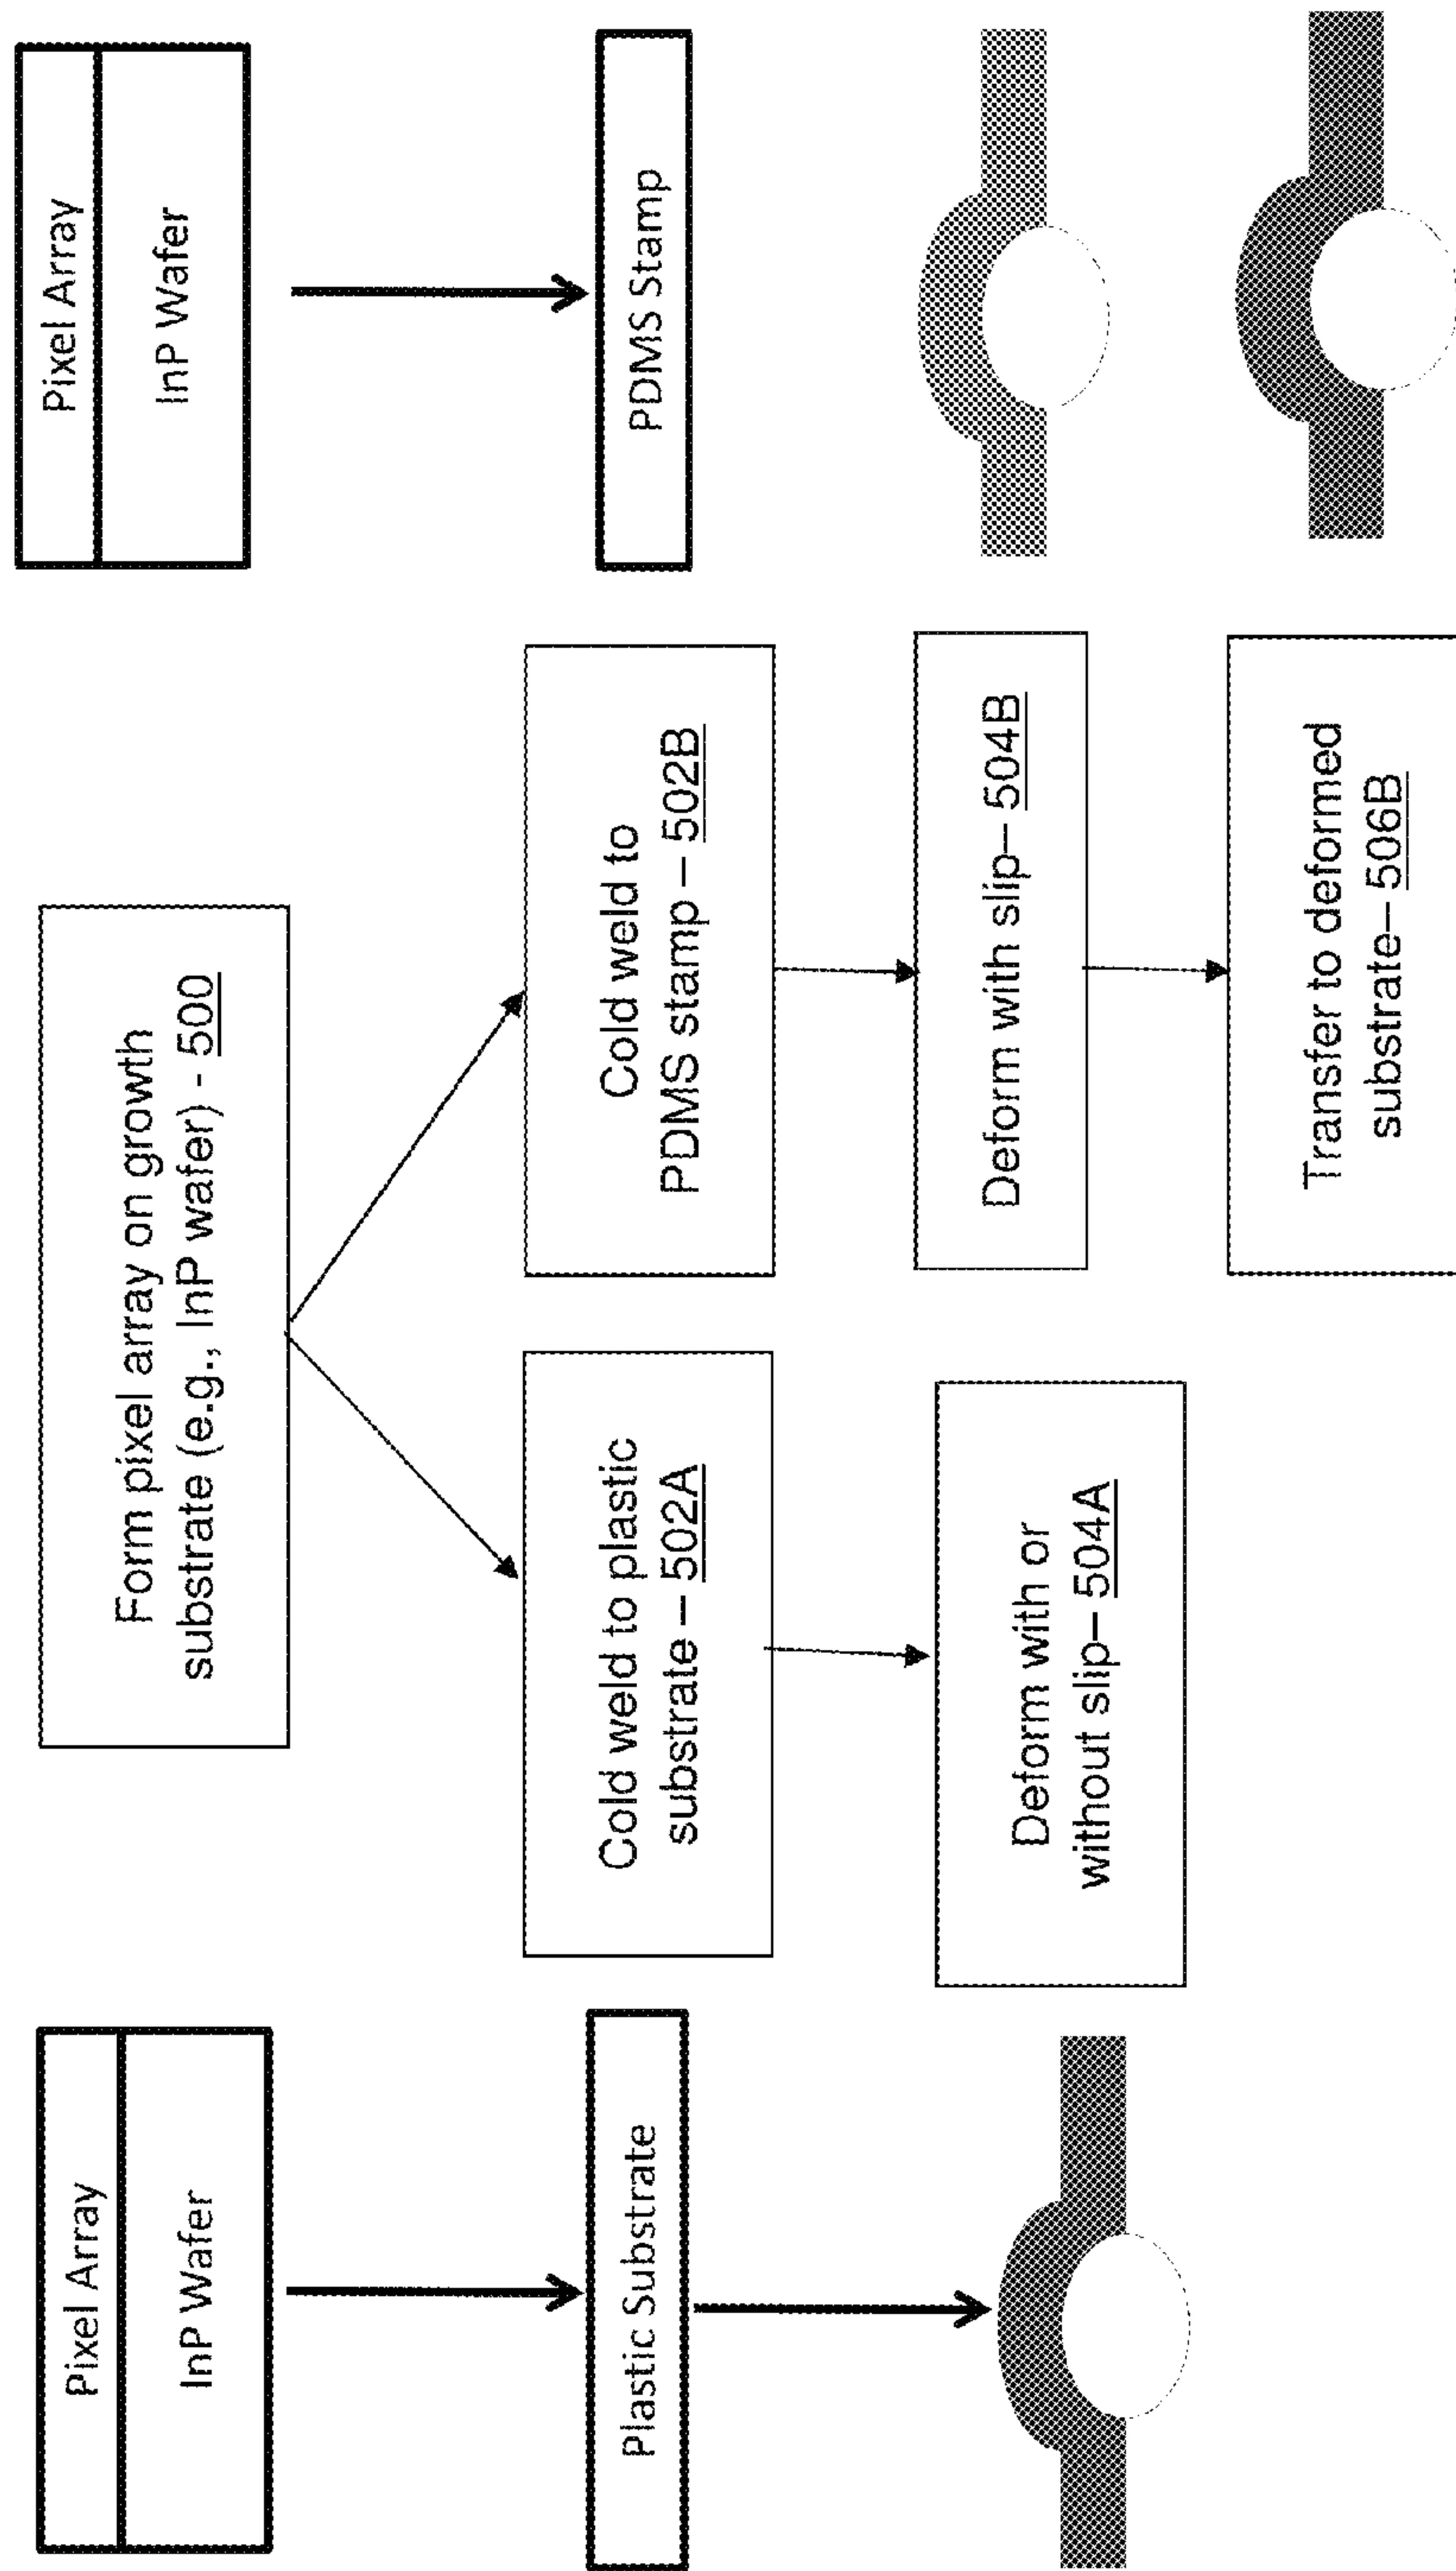 Pixel Array
InP Wafer
Plastic Substrate
Form pixel array on growth
substrate (e.g., InP wafer) - 500
Cold weld to plastic
substrate – 502A
Deform with or
without slip– 504A
Cold weld to
PDMS stamp – 502B
Deform with slip– 504B
Transfer to deformed
substrate– 506B
Pixel Array
InP Wafer
PDMS Stamp